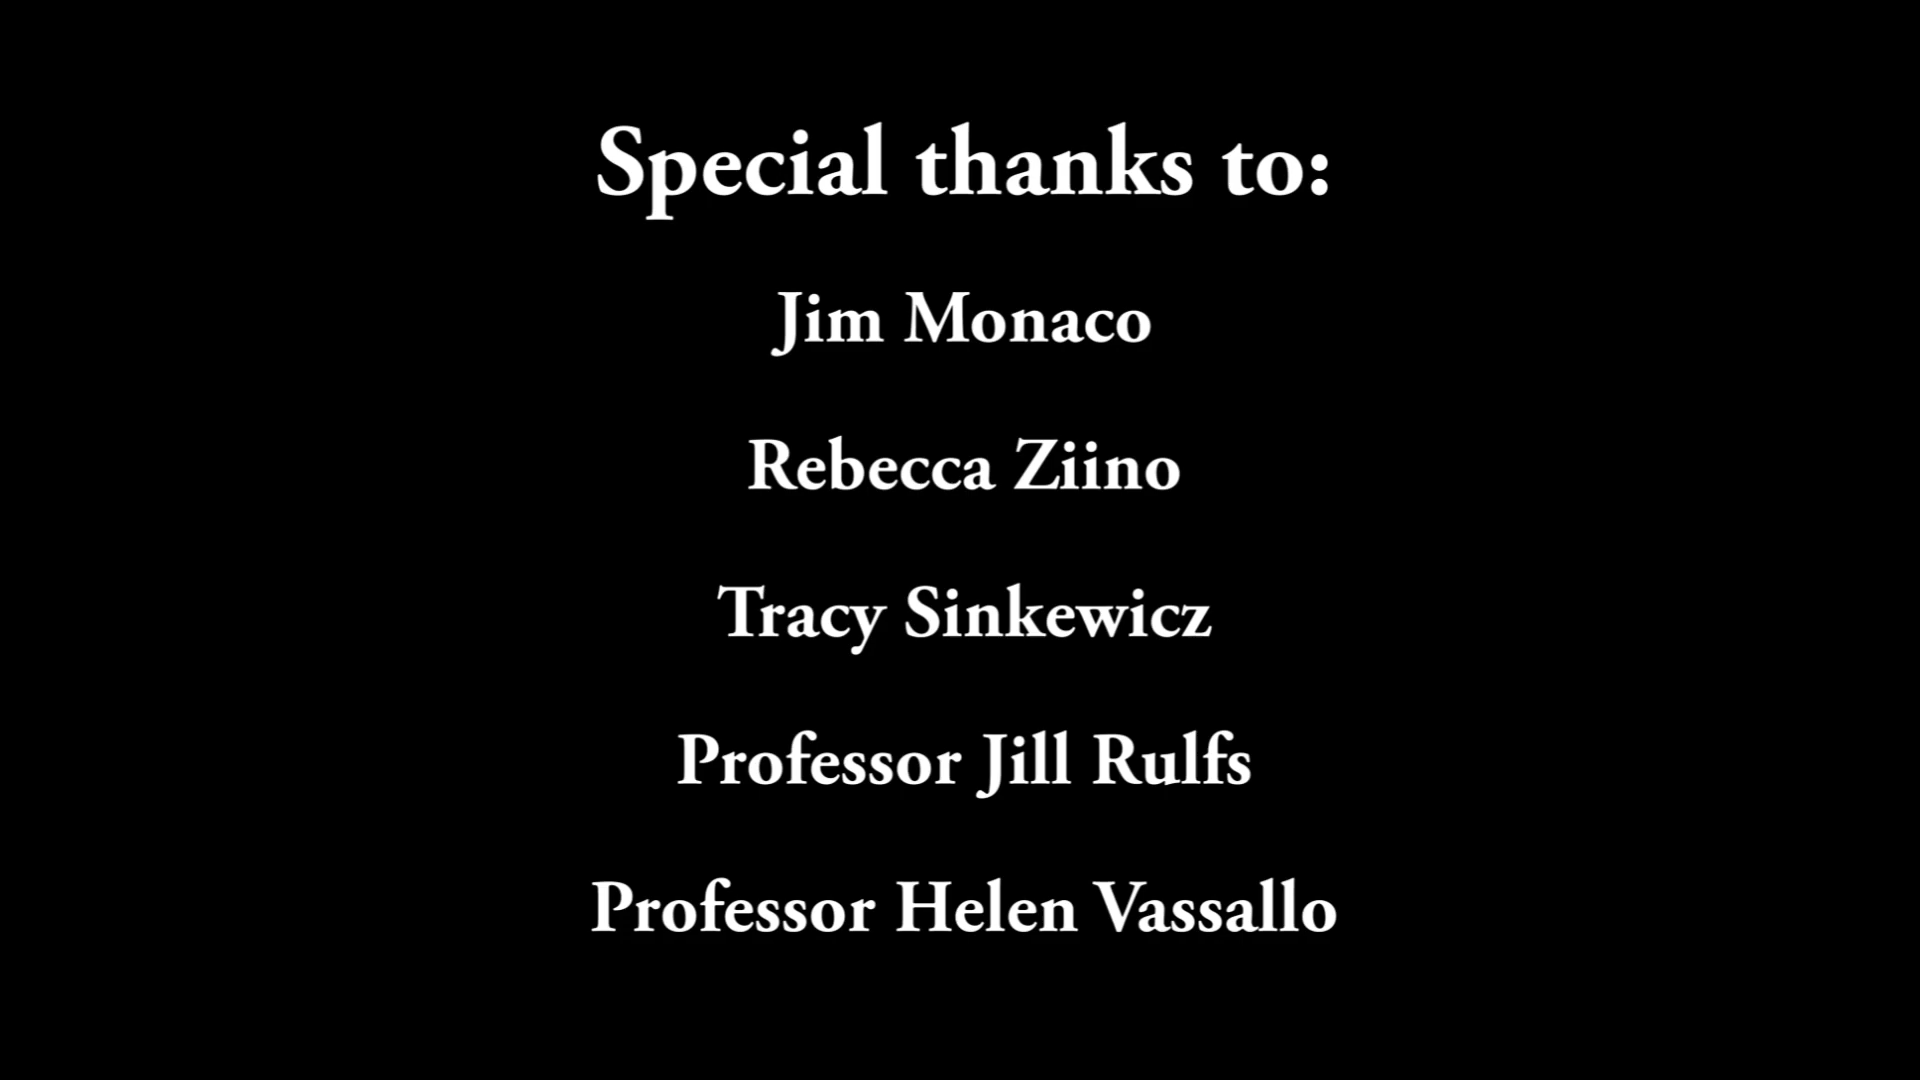 Special thanks to:
Jim Monaco
Rebecca Ziino
Tracy Sinkewicz
Professor Jill Rulfs
Professor Helen Vassallo